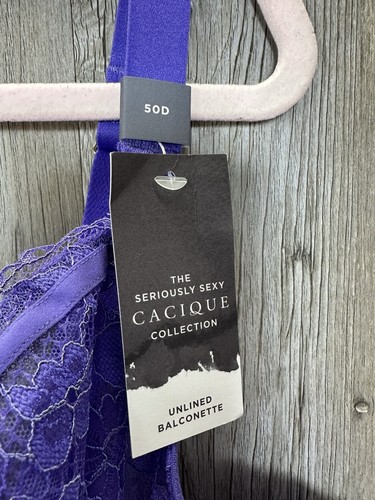 50D
THE
SERIOUSLY SEXY
CACIQUE
COLLECTION
UNLINED
BALCONETTE